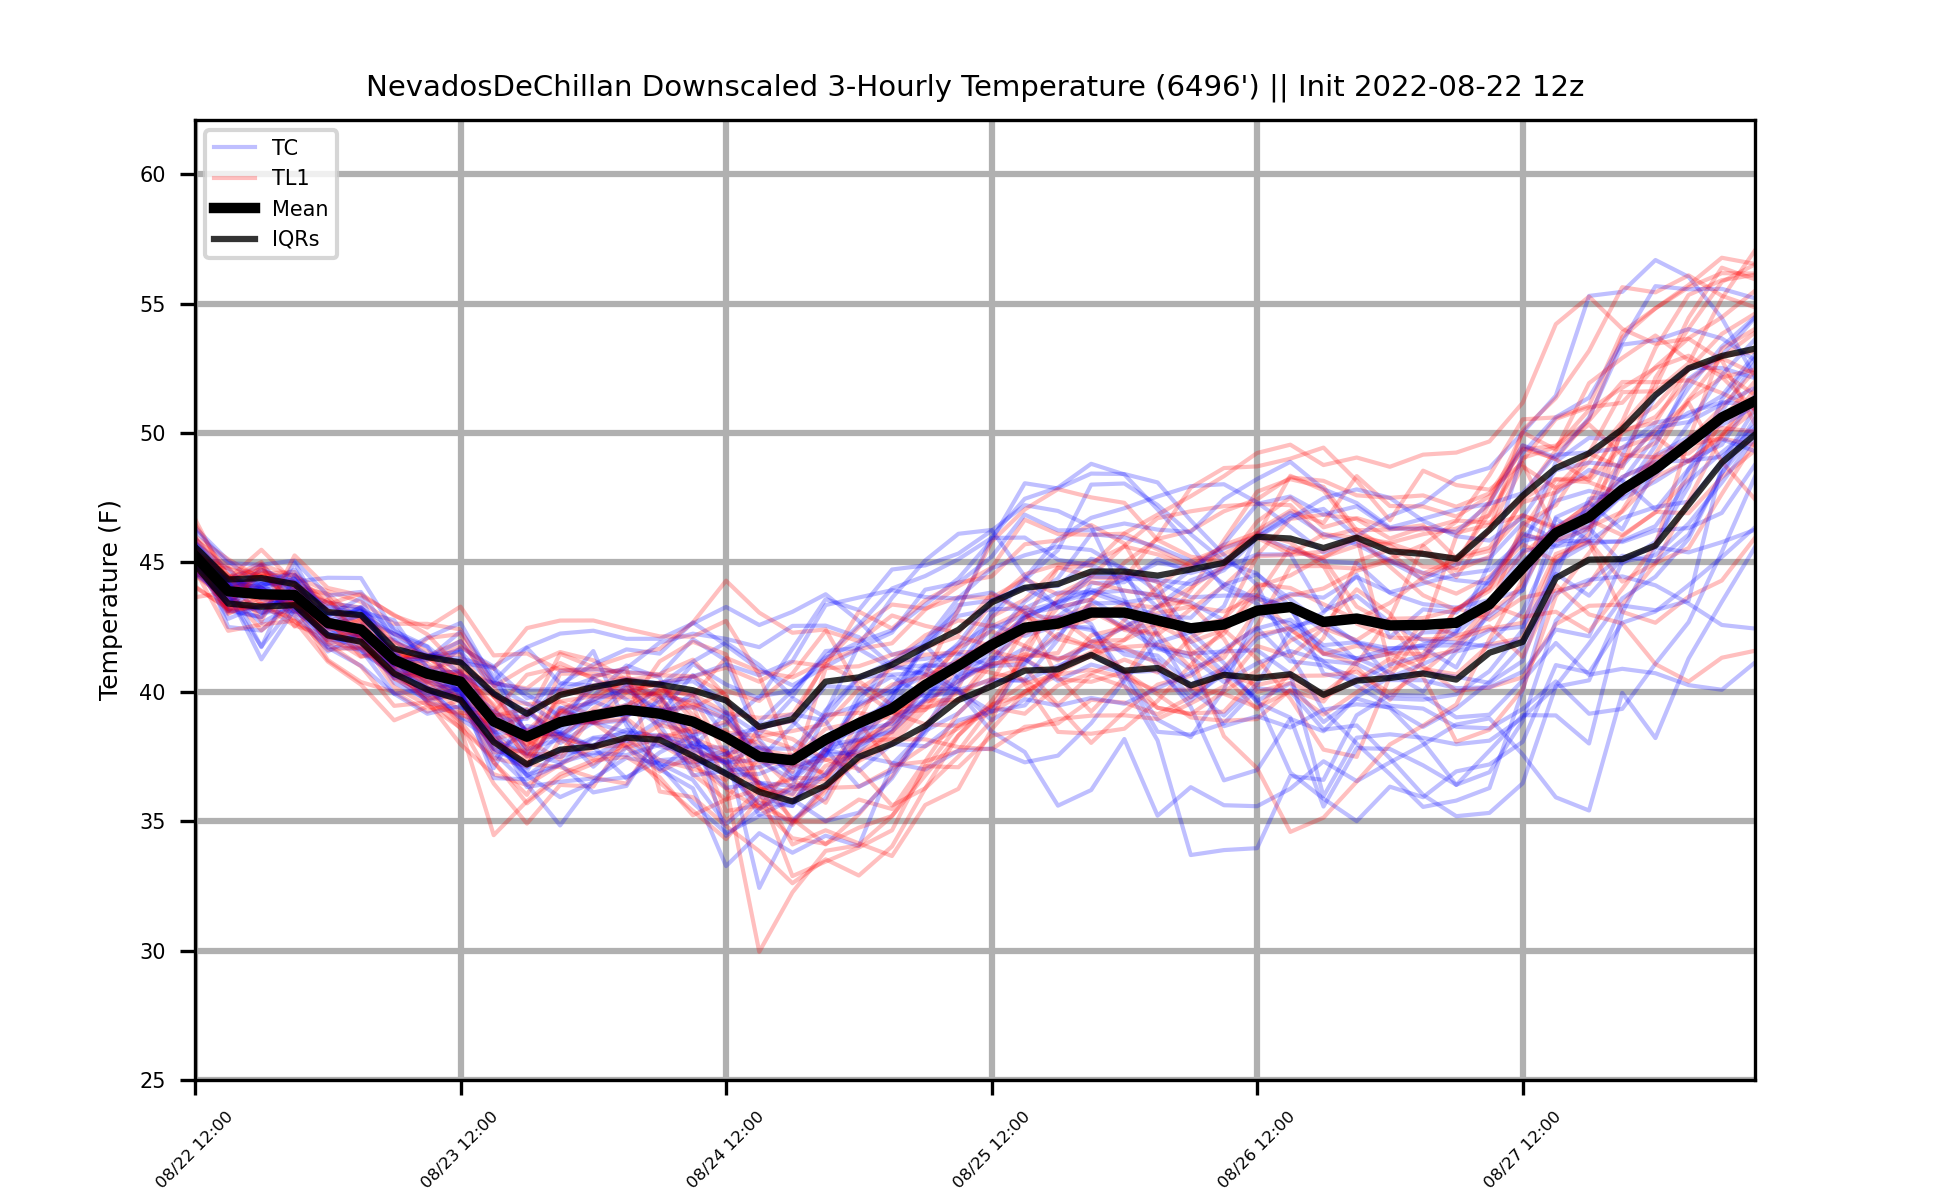 NevadosDeChillan Downscaled 3-Hourly Temperature (6496') || Init 2022-08-22 12z
TC
TL1
Mean
IQRs
Temperature (F)
60
55
50
45
40
35
30
25
08/22 12:00
08/23 12:00
08/24 12:00
08/25 12:00
08/26 12:00
08/27 12:00